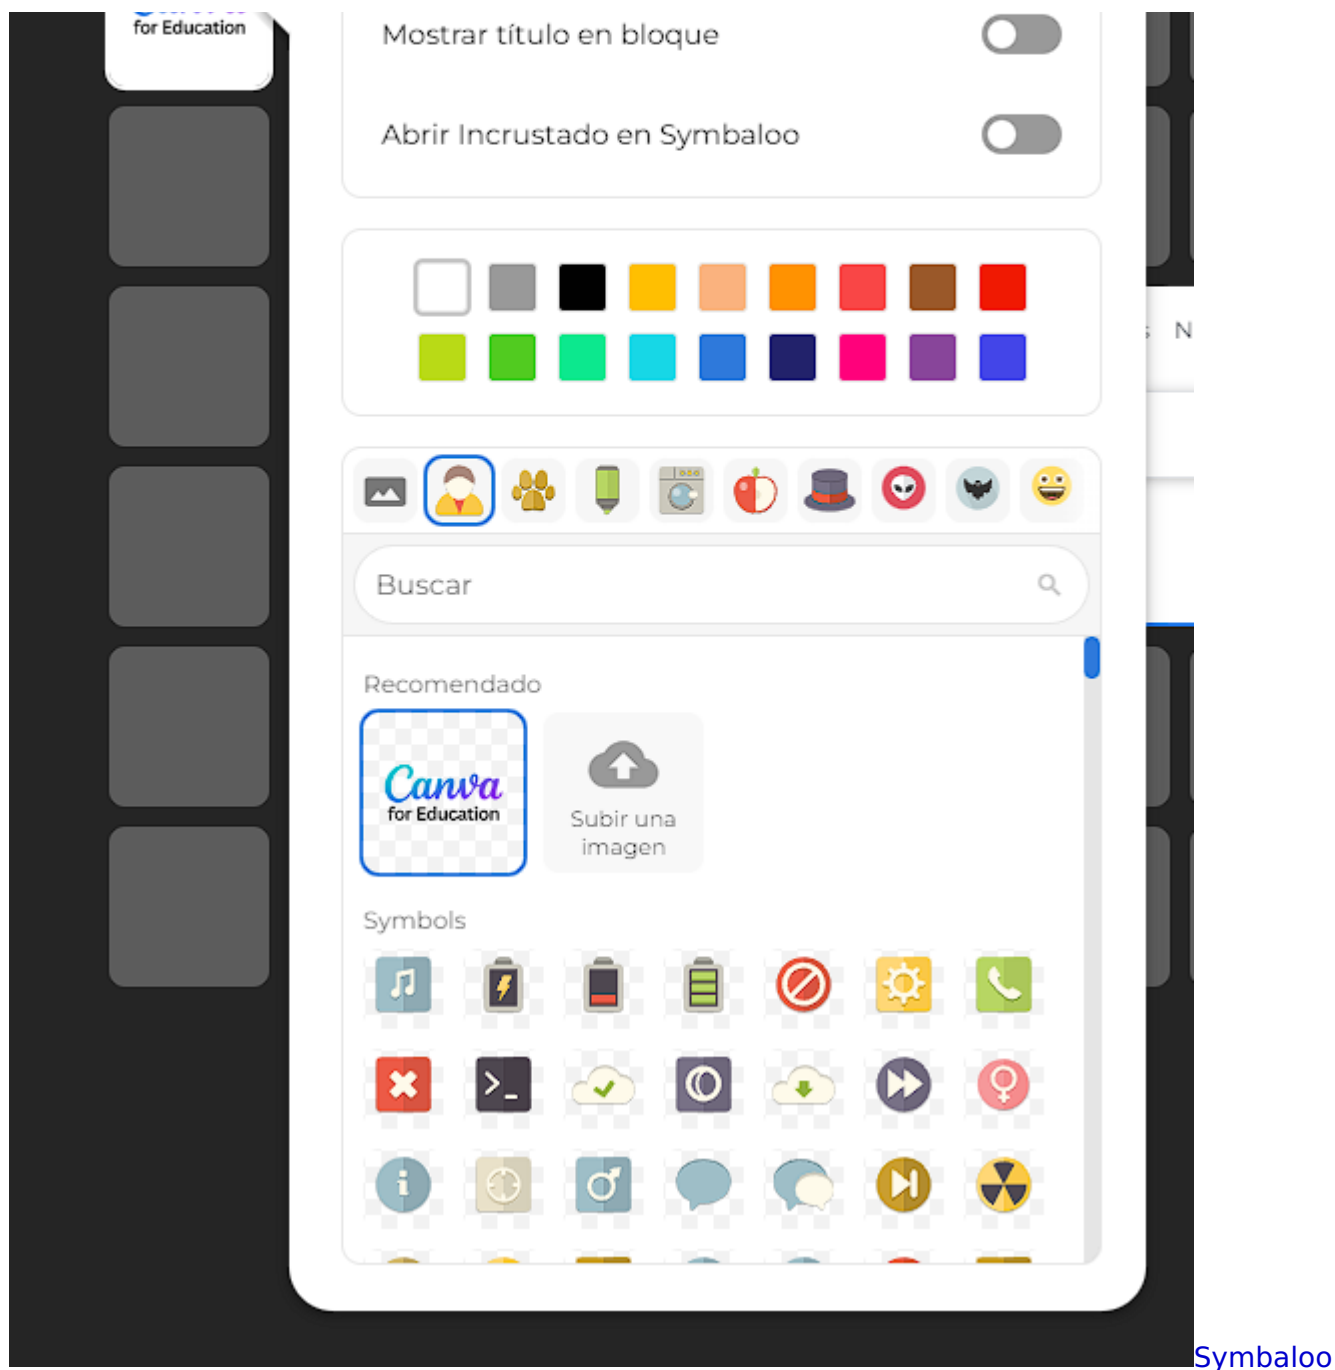 for Education
Mostrar título en bloque
Abrir Incrustado en Symbaloo
N
Buscar
Recomendado
Canva
for Education
Subir una
imagen
Symbols
Symbaloo